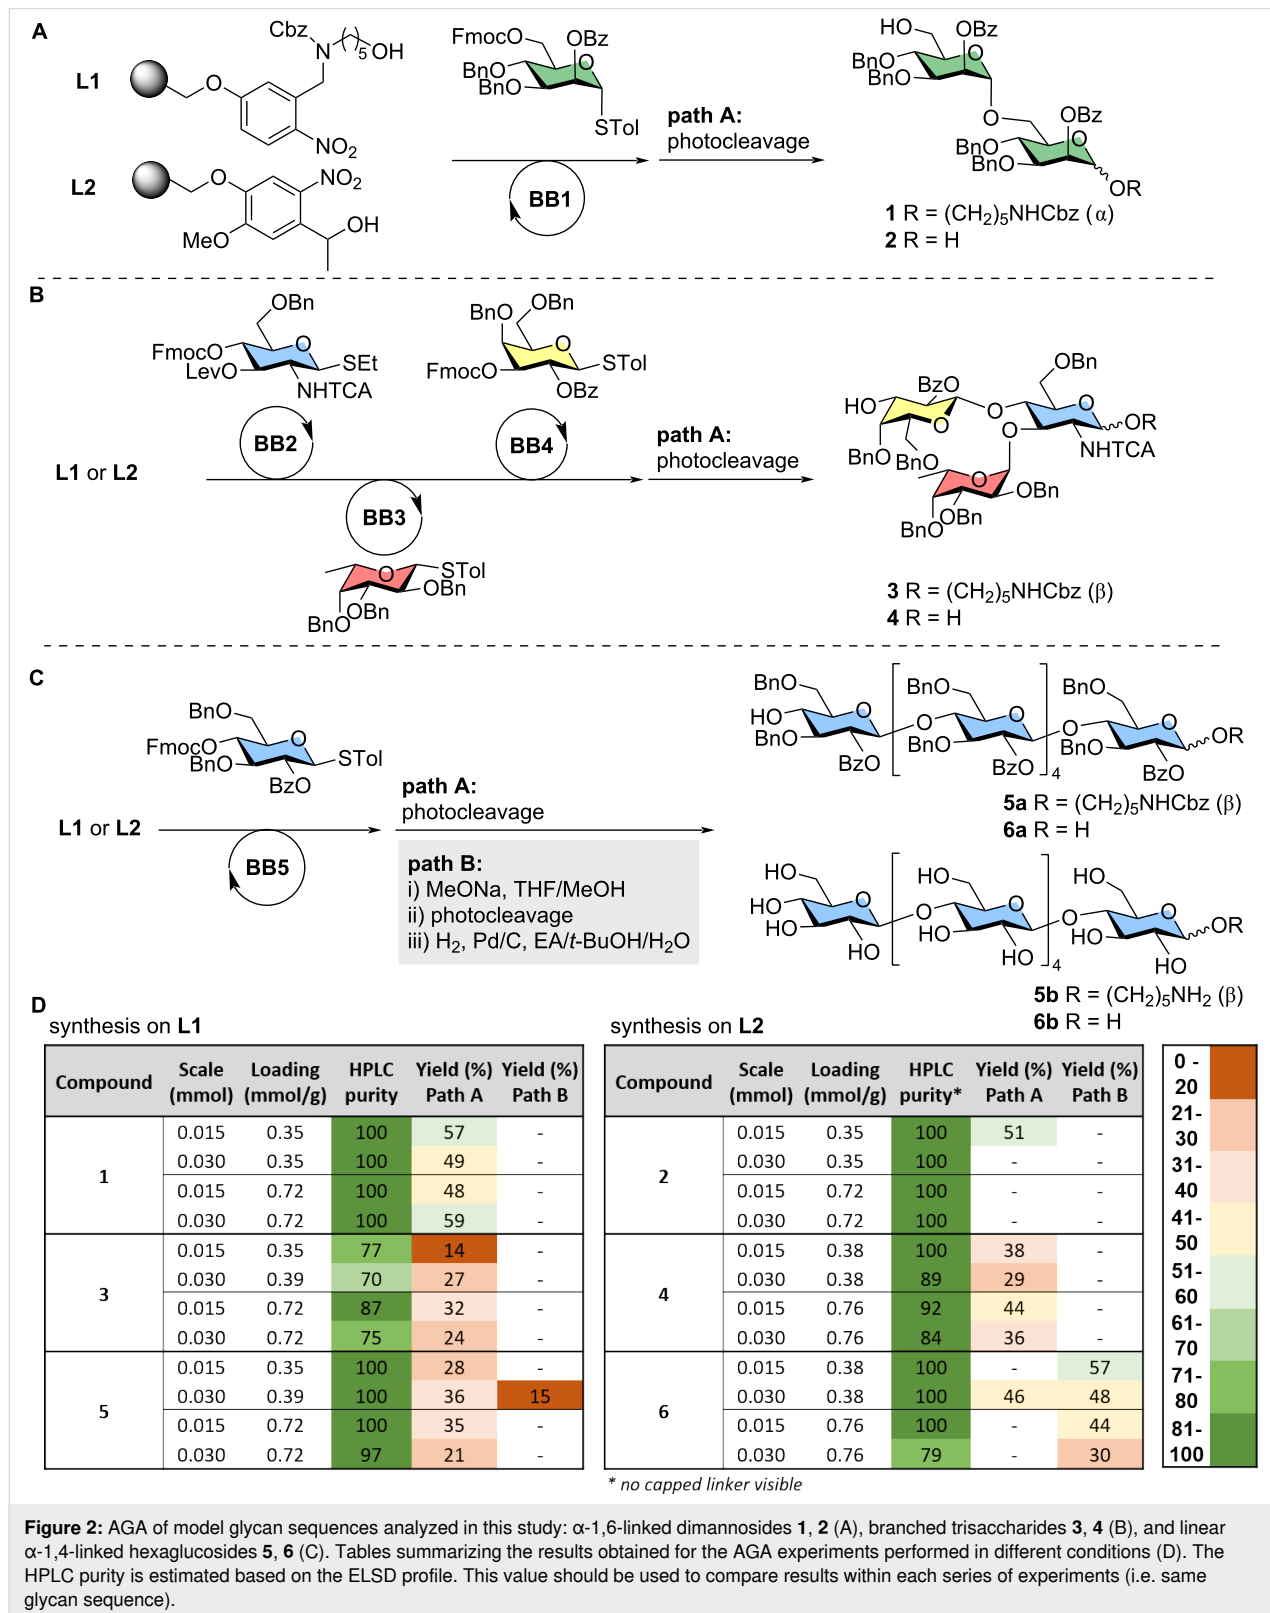 A
Cbz
N
(
)
5
OH
L1
O
NO2
L2
O
NO2
OH
MeO
FmocO
OBz
BnO
BnO
O
STol
BB1
path A:
photocleavage
HO
OBz
BnO
BnO
O
O
OBz
BnO
BnO
O
OR
1 R = (CH2)5NHCbz (α)
2 R = H
B
OBn
FmocO
LevO
O
SEt
NHTCA
BB2
BnO
OBn
O
STol
FmocO
OBz
BB4
L1 or L2
BB3
O
STol
OBn
OBn
BnO
path A:
photocleavage
OBn
BzO
HO
O
O
O
OR
O
NHTCA
BnO
BnO
O
OBn
OBn
BnO
3 R = (CH2)5NHCbz (β)
4 R = H
C
BnO
FmocO
BnO
O
STol
BzO
L1 or L2
BB5
path A:
photocleavage
path B:
i) MeONa, THF/MeOH
ii) photocleavage
iii) H2, Pd/C, EA/t-BuOH/H2O
BnO BnO BnO
HO O O O O O
BnO BnO BnO OR
BzO BzO 4 BzO
5a R = (CH2)5NHCbz (β)
6a R = H
HO HO HO
HO O O O O O
HO HO HO OR
HO HO 4 HO
5b R = (CH2)5NH2 (β)
6b R = H
D
synthesis on L1
Compound Scale (mmol) Loading (mmol/g) HPLC purity Yield (%) Path A Yield (%) Path B
1
0.015 0.35 100 57 -
0.030 0.35 100 49 -
0.015 0.72 100 48 -
0.030 0.72 100 59 -
3
0.015 0.35 77 14 -
0.030 0.39 70 27 -
0.015 0.72 87 32 -
0.030 0.72 75 24 -
5
0.015 0.35 100 28 -
0.030 0.39 100 36 15
0.015 0.72 100 35 -
0.030 0.72 97 21 -
synthesis on L2
Compound Scale (mmol) Loading (mmol/g) HPLC purity* Yield (%) Path A Yield (%) Path B
2
0.015 0.35 100 51 -
0.030 0.35 100 - -
0.015 0.72 100 - -
0.030 0.72 100 - -
4
0.015 0.38 100 38 -
0.030 0.38 89 29 -
0.015 0.76 92 44 -
0.030 0.76 84 36 -
6
0.015 0.38 100 - 57
0.030 0.38 100 46 48
0.015 0.76 100 - 44
0.030 0.76 79 - 30
* no capped linker visible
0 -
20
21-
30
31-
40
41-
50
51-
60
61-
70
71-
80
81-
100
Figure 2: AGA of model glycan sequences analyzed in this study: α-1,6-linked dimannosides 1, 2 (A), branched trisaccharides 3, 4 (B), and linear
α-1,4-linked hexaglucosides 5, 6 (C). Tables summarizing the results obtained for the AGA experiments performed in different conditions (D). The
HPLC purity is estimated based on the ELSD profile. This value should be used to compare results within each series of experiments (i.e. same
glycan sequence).